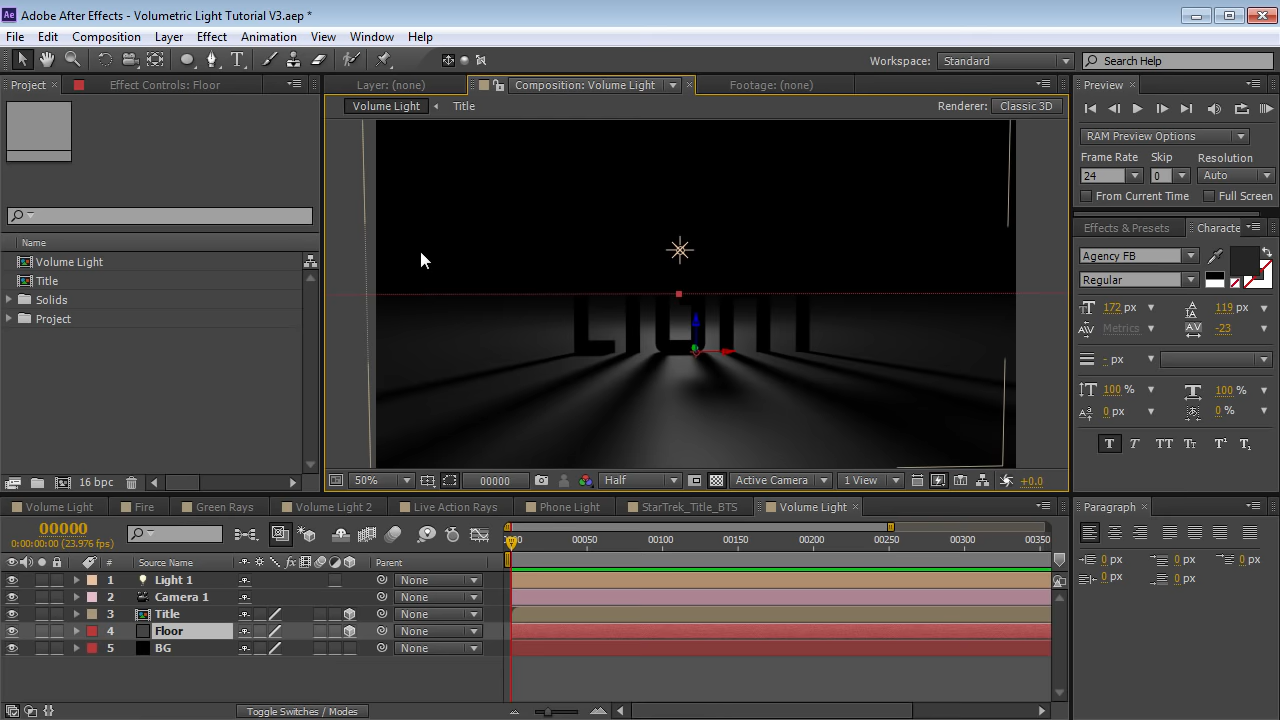 Adobe After Effects - Volumetric Light Tutorial V3.aep *
File Edit Composition Layer Effect Animation View Window Help
Workspace: Standard Search Help
Project Effect Controls: Floor
Layer: (none) Composition: Volume Light Footage: (none)
Volume Light Title Renderer: Classic 3D
Preview
RAM Preview Options
Frame Rate Skip Resolution
24 0 Auto
From Current Time Full Screen
Effects & Presets Characte
Agency FB
Regular
172 px 119 px
Metrics -23
- px
100 % 100 %
0 px 0 %
T T TT Tt T¹ T₁
Name
Volume Light
Title
Solids
Project
16 bpc
LIGHT
50% 00000 Half Active Camera 1 View +0.0
Volume Light Fire Green Rays Volume Light 2 Live Action Rays Phone Light StarTrek_Title_BTS Volume Light
00000
0:00:00:00 (23.976 fps)
00050 00100 00150 00200 00250 00300 00350
# Source Name Parent
1 Light 1 None
2 Camera 1 None
3 Title None
4 Floor None
5 BG None
Toggle Switches / Modes
Paragraph
0 px 0 px 0 px
0 px 0 px